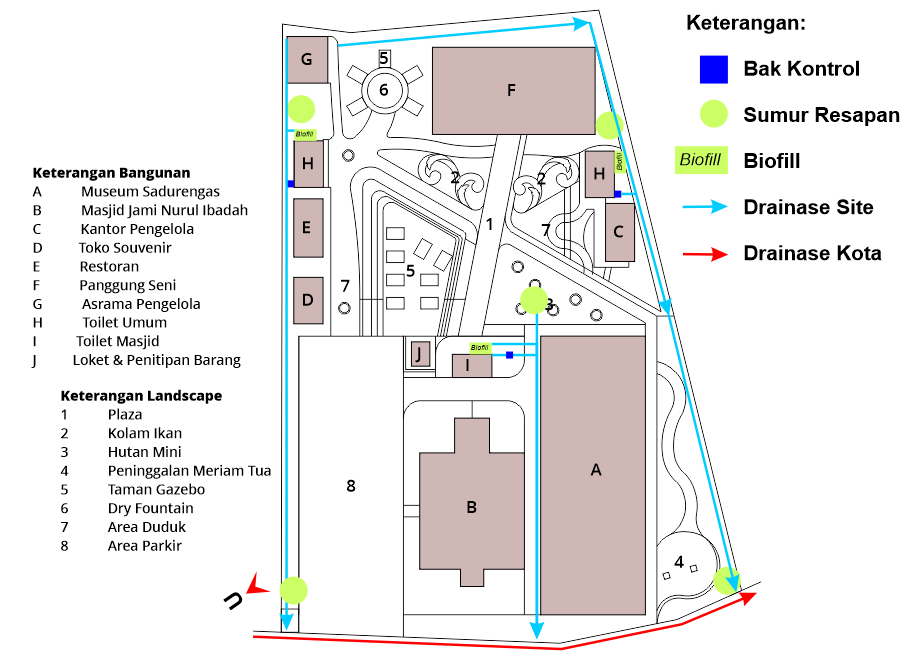 Keterangan:
Bak Kontrol
Sumur Resapan
Biofill Biofill
Drainase Site
Drainase Kota
Keterangan Bangunan
A Museum Sadurengas
B Masjid Jami Nurul Ibadah
C Kantor Pengelola
D Toko Souvenir
E Restoran
F Panggung Seni
G Asrama Pengelola
H Toilet Umum
I Toilet Masjid
J Loket & Penitipan Barang
Keterangan Landscape
1 Plaza
2 Kolam Ikan
3 Hutan Mini
4 Peninggalan Meriam Tua
5 Taman Gazebo
6 Dry Fountain
7 Area Duduk
8 Area Parkir
G
5
6
F
Biofill
H
2
2
H
Biofill
E
1
7
C
5
D
7
3
J
Biofill
I
8
B
A
4
U